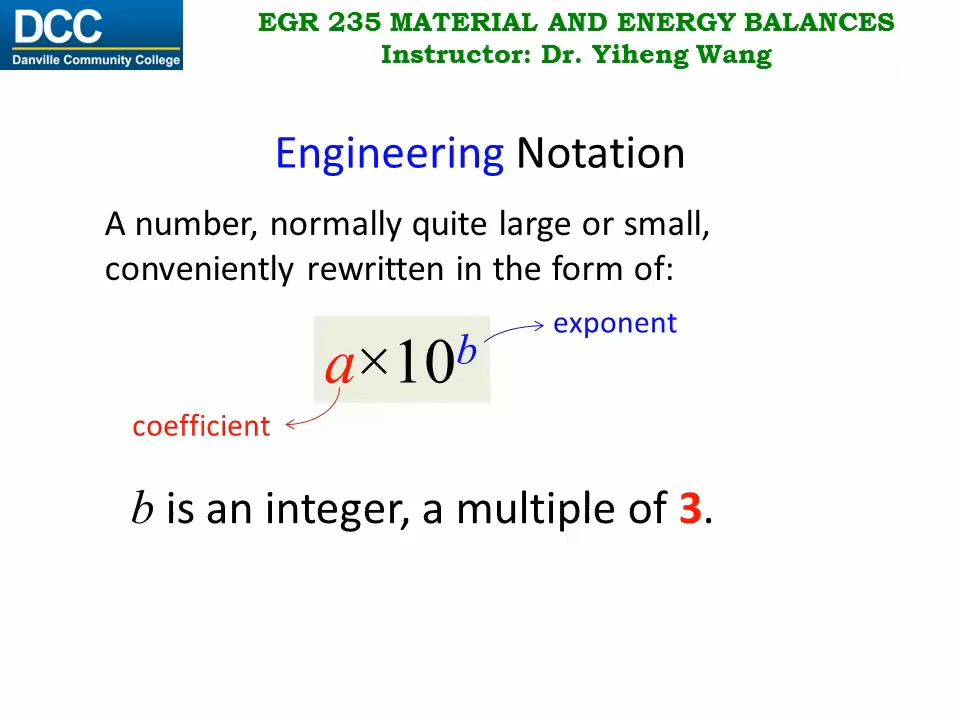 DCC
Danville Community College
EGR 235 MATERIAL AND ENERGY BALANCES
Instructor: Dr. Yiheng Wang
Engineering Notation
A number, normally quite large or small,
conveniently rewritten in the form of:
exponent
a×10^b
coefficient
b is an integer, a multiple of 3.